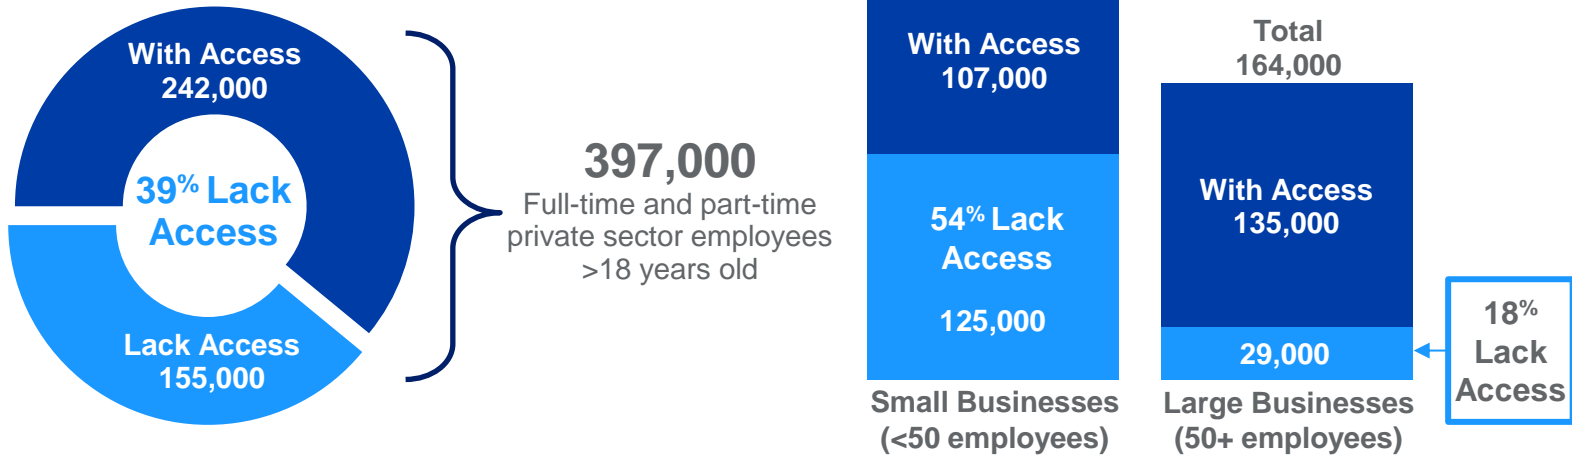 With Access
242,000
39% Lack
Access
Lack Access
155,000
397,000
Full-time and part-time
private sector employees
>18 years old
With Access
107,000
54% Lack
Access
125,000
Small Businesses
(<50 employees)
Total
164,000
With Access
135,000
29,000
Large Businesses
(50+ employees)
18%
Lack
Access